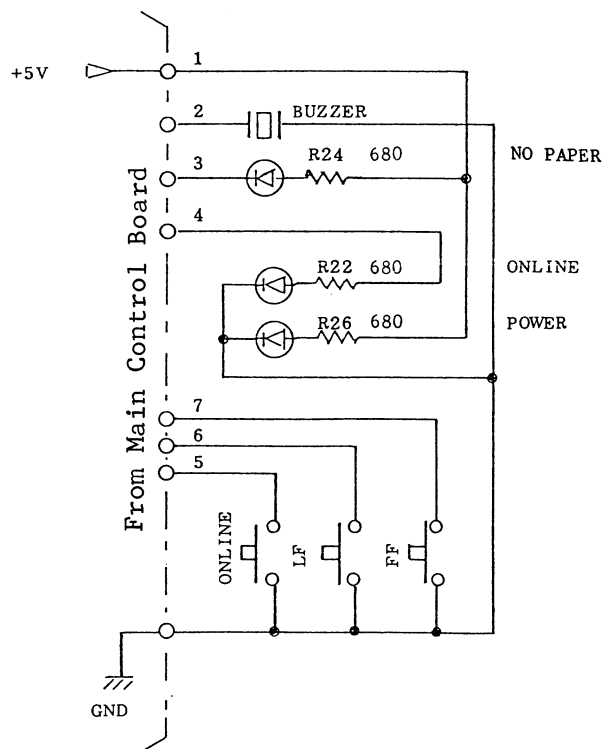 +5V
1
2
BUZZER
NO PAPER
3
R24 680
4
R22 680
ONLINE
R26 680
POWER
From Main Control Board
7
6
5
ONLINE
LF
FF
GND